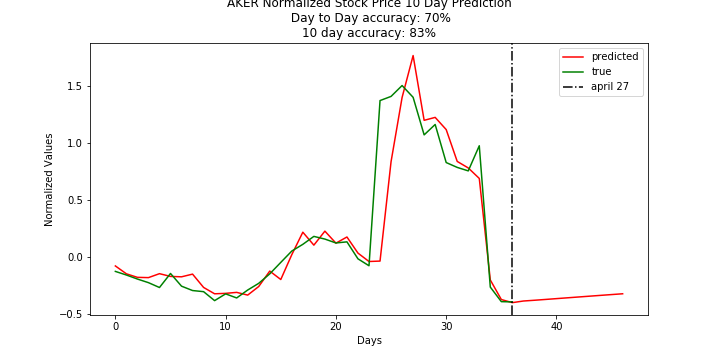 AKER Normalized Stock Price 10 Day Prediction
Day to Day accuracy: 70%
10 day accuracy: 83%
predicted
true
april 27
Normalized Values
1.5
1.0
0.5
0.0
−0.5
0
10
20
30
40
Days